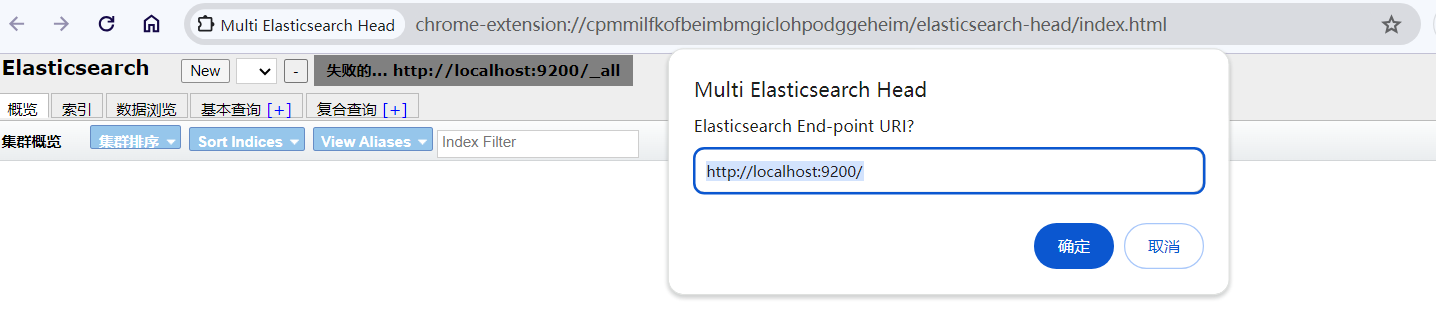 Multi Elasticsearch Head chrome-extension://cpmmilfkofbeimbmgiclohpodggeheim/elasticsearch-head/index.html
Elasticsearch New - 失败的... http://localhost:9200/_all
概览 索引 数据浏览 基本查询 [+] 复合查询 [+]
集群概览 集群排序 Sort Indices View Aliases Index Filter
Multi Elasticsearch Head
Elasticsearch End-point URI?
http://localhost:9200/
确定 取消